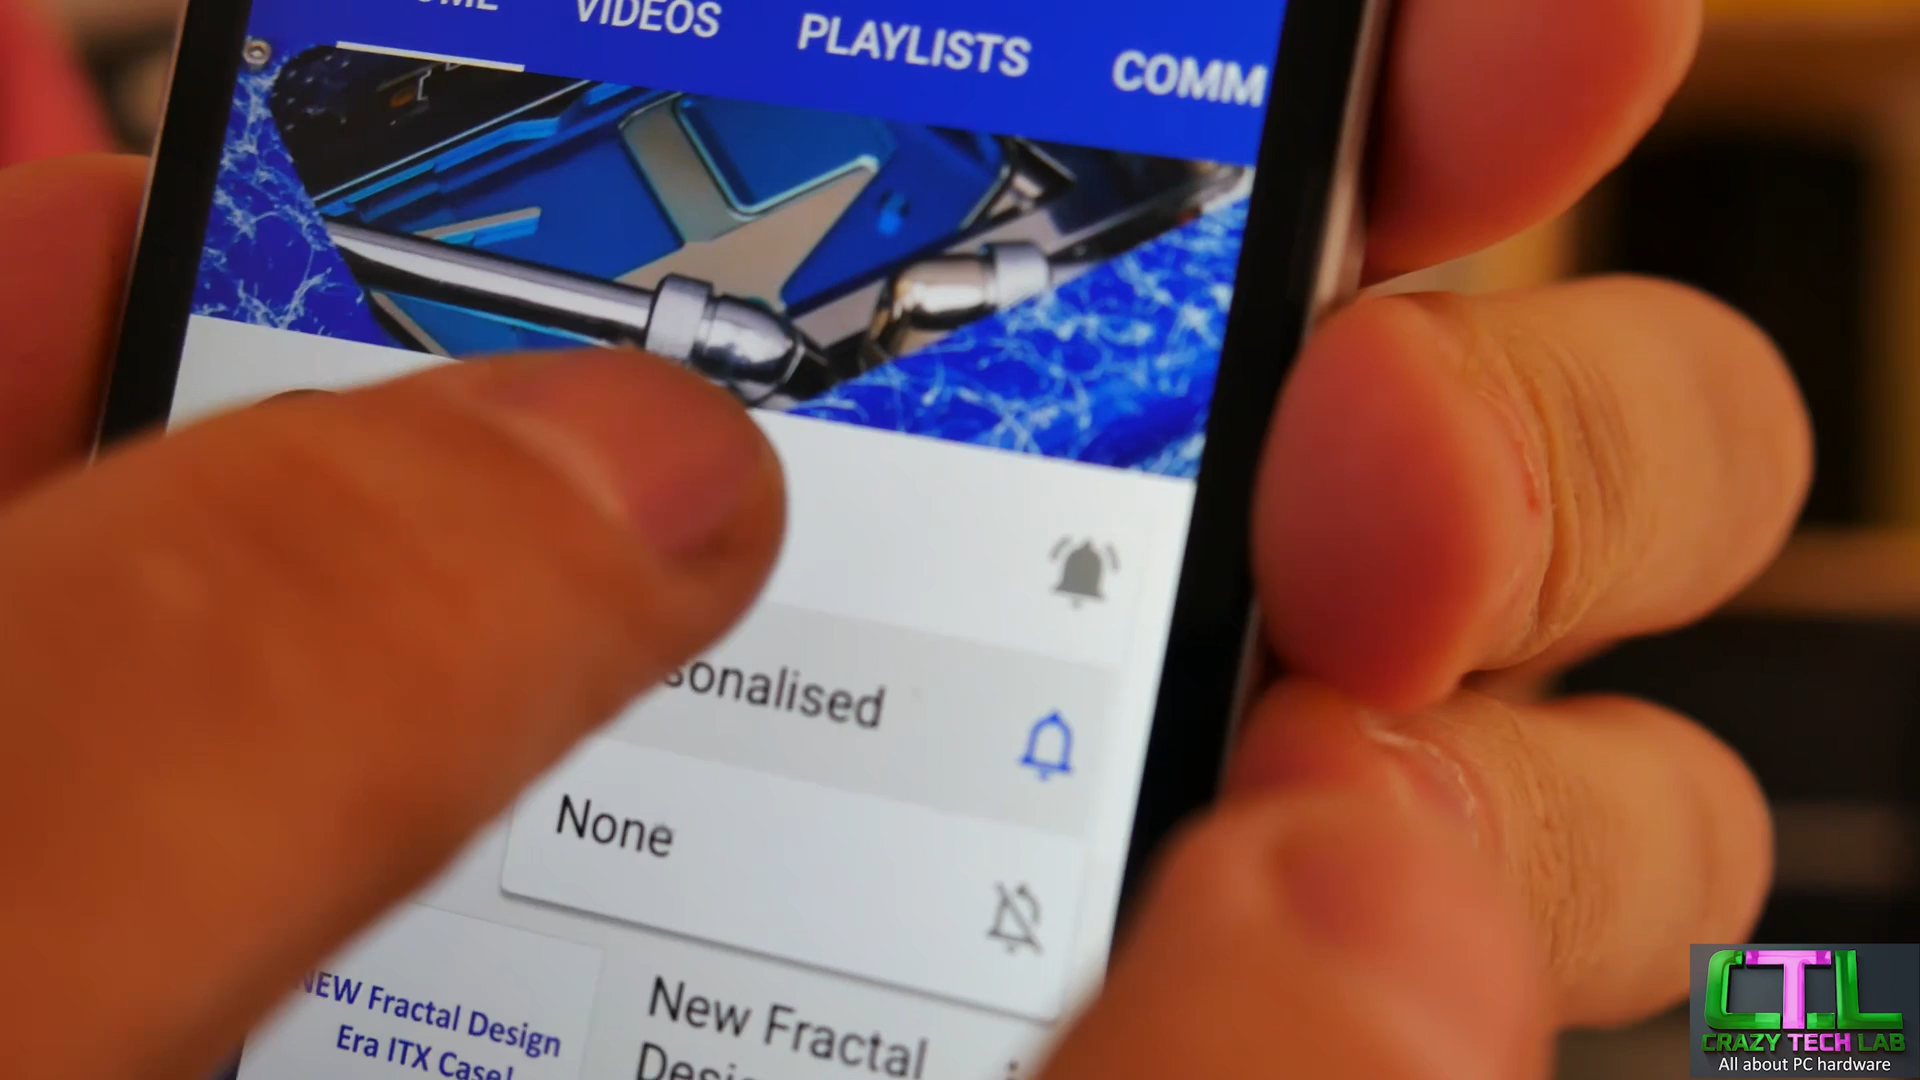 VIDEOS
PLAYLISTS
COMM
sonalised
None
NEW Fractal Design
Era ITX Case!
New Fractal
CTL
CRAZY TECH LAB
All about PC hardware